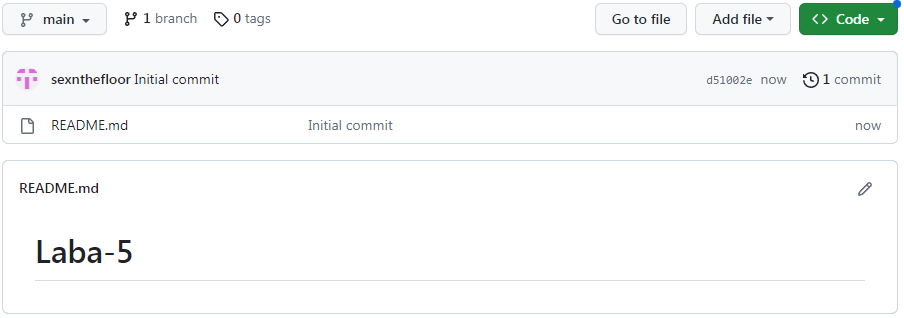 main 1 branch 0 tags Go to file Add file Code
sexnthefloor Initial commit d51002e now 1 commit
README.md Initial commit now
README.md
Laba-5